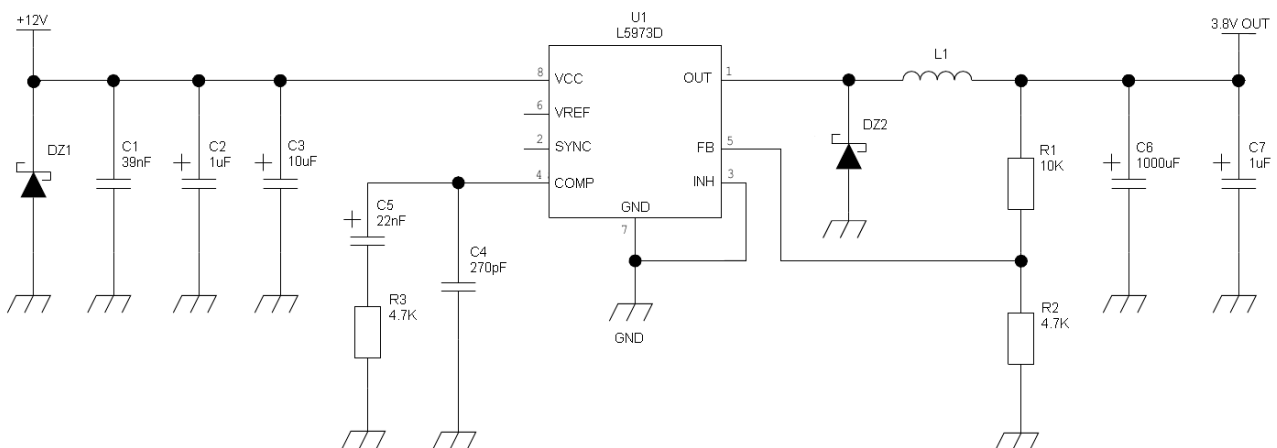 +12V
U1
L5973D
3.8V OUT
8
VCC
OUT
1
L1
6
VREF
2
SYNC
FB
5
4
COMP
INH
3
GND
7
DZ1
C1
39nF
C2
1uF
C3
10uF
DZ2
R1
10K
C6
1000uF
C7
1uF
C5
22nF
C4
270pF
R3
4.7K
R2
4.7K
GND